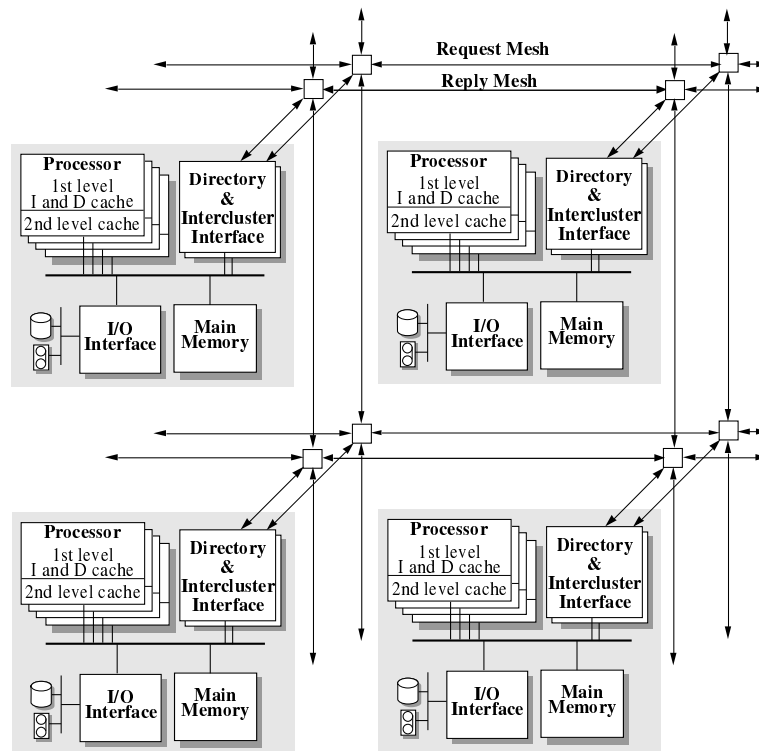 Request Mesh
Reply Mesh
Processor
1st level
I and D cache
2nd level cache
Directory
&
Intercluster
Interface
I/O
Interface
Main
Memory
Processor
1st level
I and D cache
2nd level cache
Directory
&
Intercluster
Interface
I/O
Interface
Main
Memory
Processor
1st level
I and D cache
2nd level cache
Directory
&
Intercluster
Interface
I/O
Interface
Main
Memory
Processor
1st level
I and D cache
2nd level cache
Directory
&
Intercluster
Interface
I/O
Interface
Main
Memory